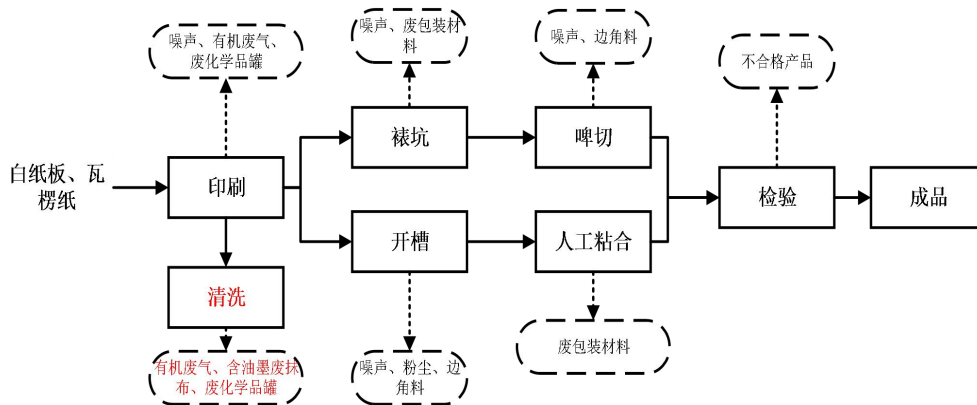 噪声、有机废气、
废化学品罐
噪声、废包装材
料
噪声、边角料
不合格产品
白纸板、瓦
楞纸
印刷
裱坑
啤切
检验
成品
开槽
人工粘合
清洗
有机废气、含油墨废抹
布、废化学品罐
噪声、粉尘、边
角料
废包装材料